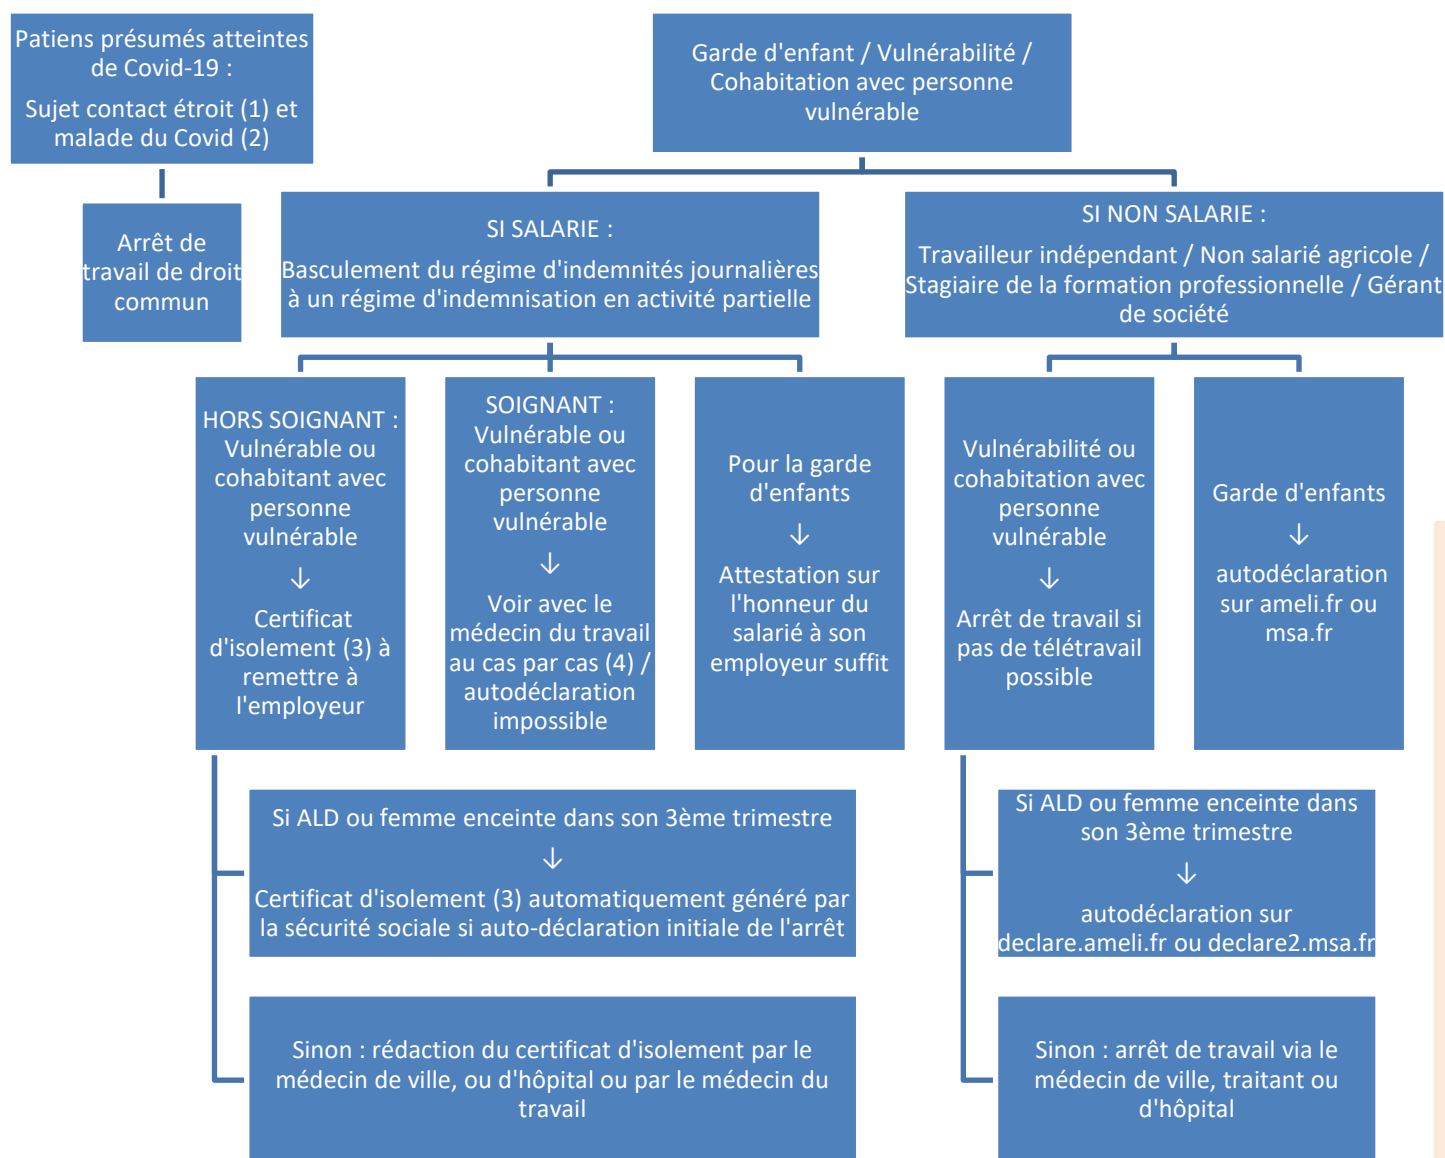 Patiens présumés atteintes
de Covid-19 :
Sujet contact étroit (1) et
malade du Covid (2)
Arrêt de
travail de droit
commun
Garde d'enfant / Vulnérabilité /
Cohabitation avec personne
vulnérable
SI SALARIE :
Basculement du régime d'indemnités journalières
à un régime d'indemnisation en activité partielle
SI NON SALARIE :
Travailleur indépendant / Non salarié agricole /
Stagiaire de la formation professionnelle / Gérant
de société
HORS SOIGNANT :
Vulnérable ou
cohabitant avec
personne
vulnérable
↓
Certificat
d'isolement (3) à
remettre à
l'employeur
SOIGNANT :
Vulnérable ou
cohabitant avec
personne
vulnérable
↓
Voir avec le
médecin du travail
au cas par cas (4) /
autodéclaration
impossible
Pour la garde
d'enfants
↓
Attestation sur
l'honneur du
salarié à son
employeur suffit
Vulnérabilité ou
cohabitation avec
personne
vulnérable
↓
Arrêt de travail si
pas de télétravail
possible
Garde d'enfants
↓
autodéclaration
sur ameli.fr ou
msa.fr
Si ALD ou femme enceinte dans son 3ème trimestre
↓
Certificat d'isolement (3) automatiquement généré par
la sécurité sociale si auto-déclaration initiale de l'arrêt
Sinon : rédaction du certificat d'isolement par le
médecin de ville, ou d'hôpital ou par le médecin du
travail
Si ALD ou femme enceinte dans
son 3ème trimestre
↓
autodéclaration sur
declare.ameli.fr ou declare2.msa.fr
Sinon : arrêt de travail via le
médecin de ville, traitant ou
d'hôpital